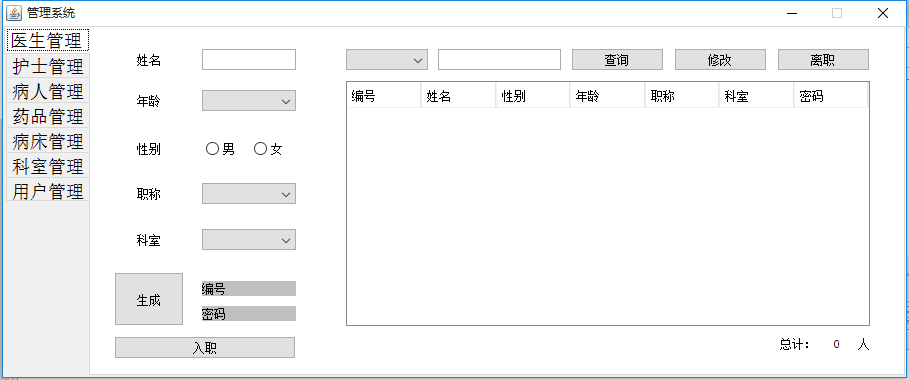 管理系统
医生管理
护士管理
病人管理
药品管理
病床管理
科室管理
用户管理
姓名
年龄
性别 男 女
职称
科室
生成 编号
密码
入职
查询 修改 离职
编号 姓名 性别 年龄 职称 科室 密码
总计： 0 人